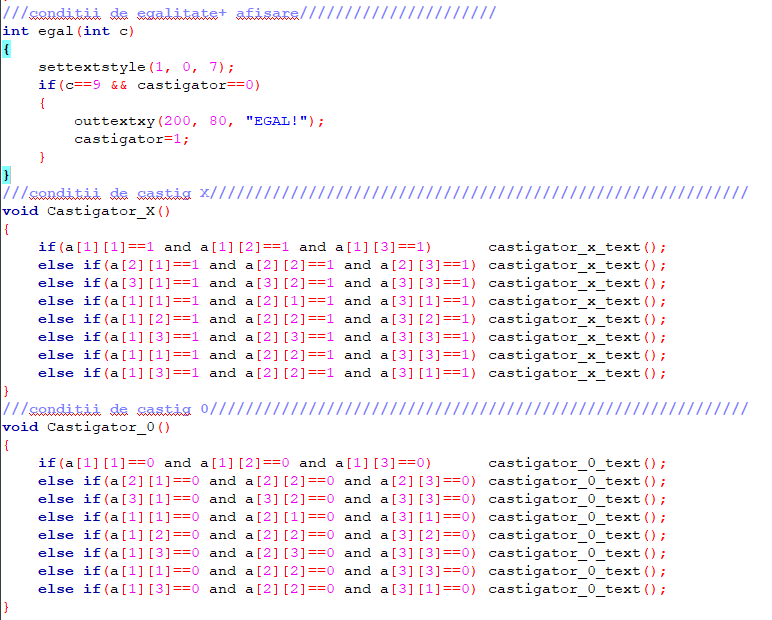 ///conditii de egalitate+ afisare//////////////////////
int egal(int c)
{
    settextstyle(1, 0, 7);
    if(c==9 && castigator==0)
    {
        outtextxy(200, 80, "EGAL!");
        castigator=1;
    }
}
///conditii de castig X////////////////////////////////////////////////////////////
void Castigator_X()
{
    if(a[1][1]==1 and a[1][2]==1 and a[1][3]==1)      castigator_x_text();
    else if(a[2][1]==1 and a[2][2]==1 and a[2][3]==1) castigator_x_text();
    else if(a[3][1]==1 and a[3][2]==1 and a[3][3]==1) castigator_x_text();
    else if(a[1][1]==1 and a[2][1]==1 and a[3][1]==1) castigator_x_text();
    else if(a[1][2]==1 and a[2][2]==1 and a[3][2]==1) castigator_x_text();
    else if(a[1][3]==1 and a[2][3]==1 and a[3][3]==1) castigator_x_text();
    else if(a[1][1]==1 and a[2][2]==1 and a[3][3]==1) castigator_x_text();
    else if(a[1][3]==1 and a[2][2]==1 and a[3][1]==1) castigator_x_text();
}
///conditii de castig 0////////////////////////////////////////////////////////////
void Castigator_0()
{
    if(a[1][1]==0 and a[1][2]==0 and a[1][3]==0)      castigator_0_text();
    else if(a[2][1]==0 and a[2][2]==0 and a[2][3]==0) castigator_0_text();
    else if(a[3][1]==0 and a[3][2]==0 and a[3][3]==0) castigator_0_text();
    else if(a[1][1]==0 and a[2][1]==0 and a[3][1]==0) castigator_0_text();
    else if(a[1][2]==0 and a[2][2]==0 and a[3][2]==0) castigator_0_text();
    else if(a[1][3]==0 and a[2][3]==0 and a[3][3]==0) castigator_0_text();
    else if(a[1][1]==0 and a[2][2]==0 and a[3][3]==0) castigator_0_text();
    else if(a[1][3]==0 and a[2][2]==0 and a[3][1]==0) castigator_0_text();
}